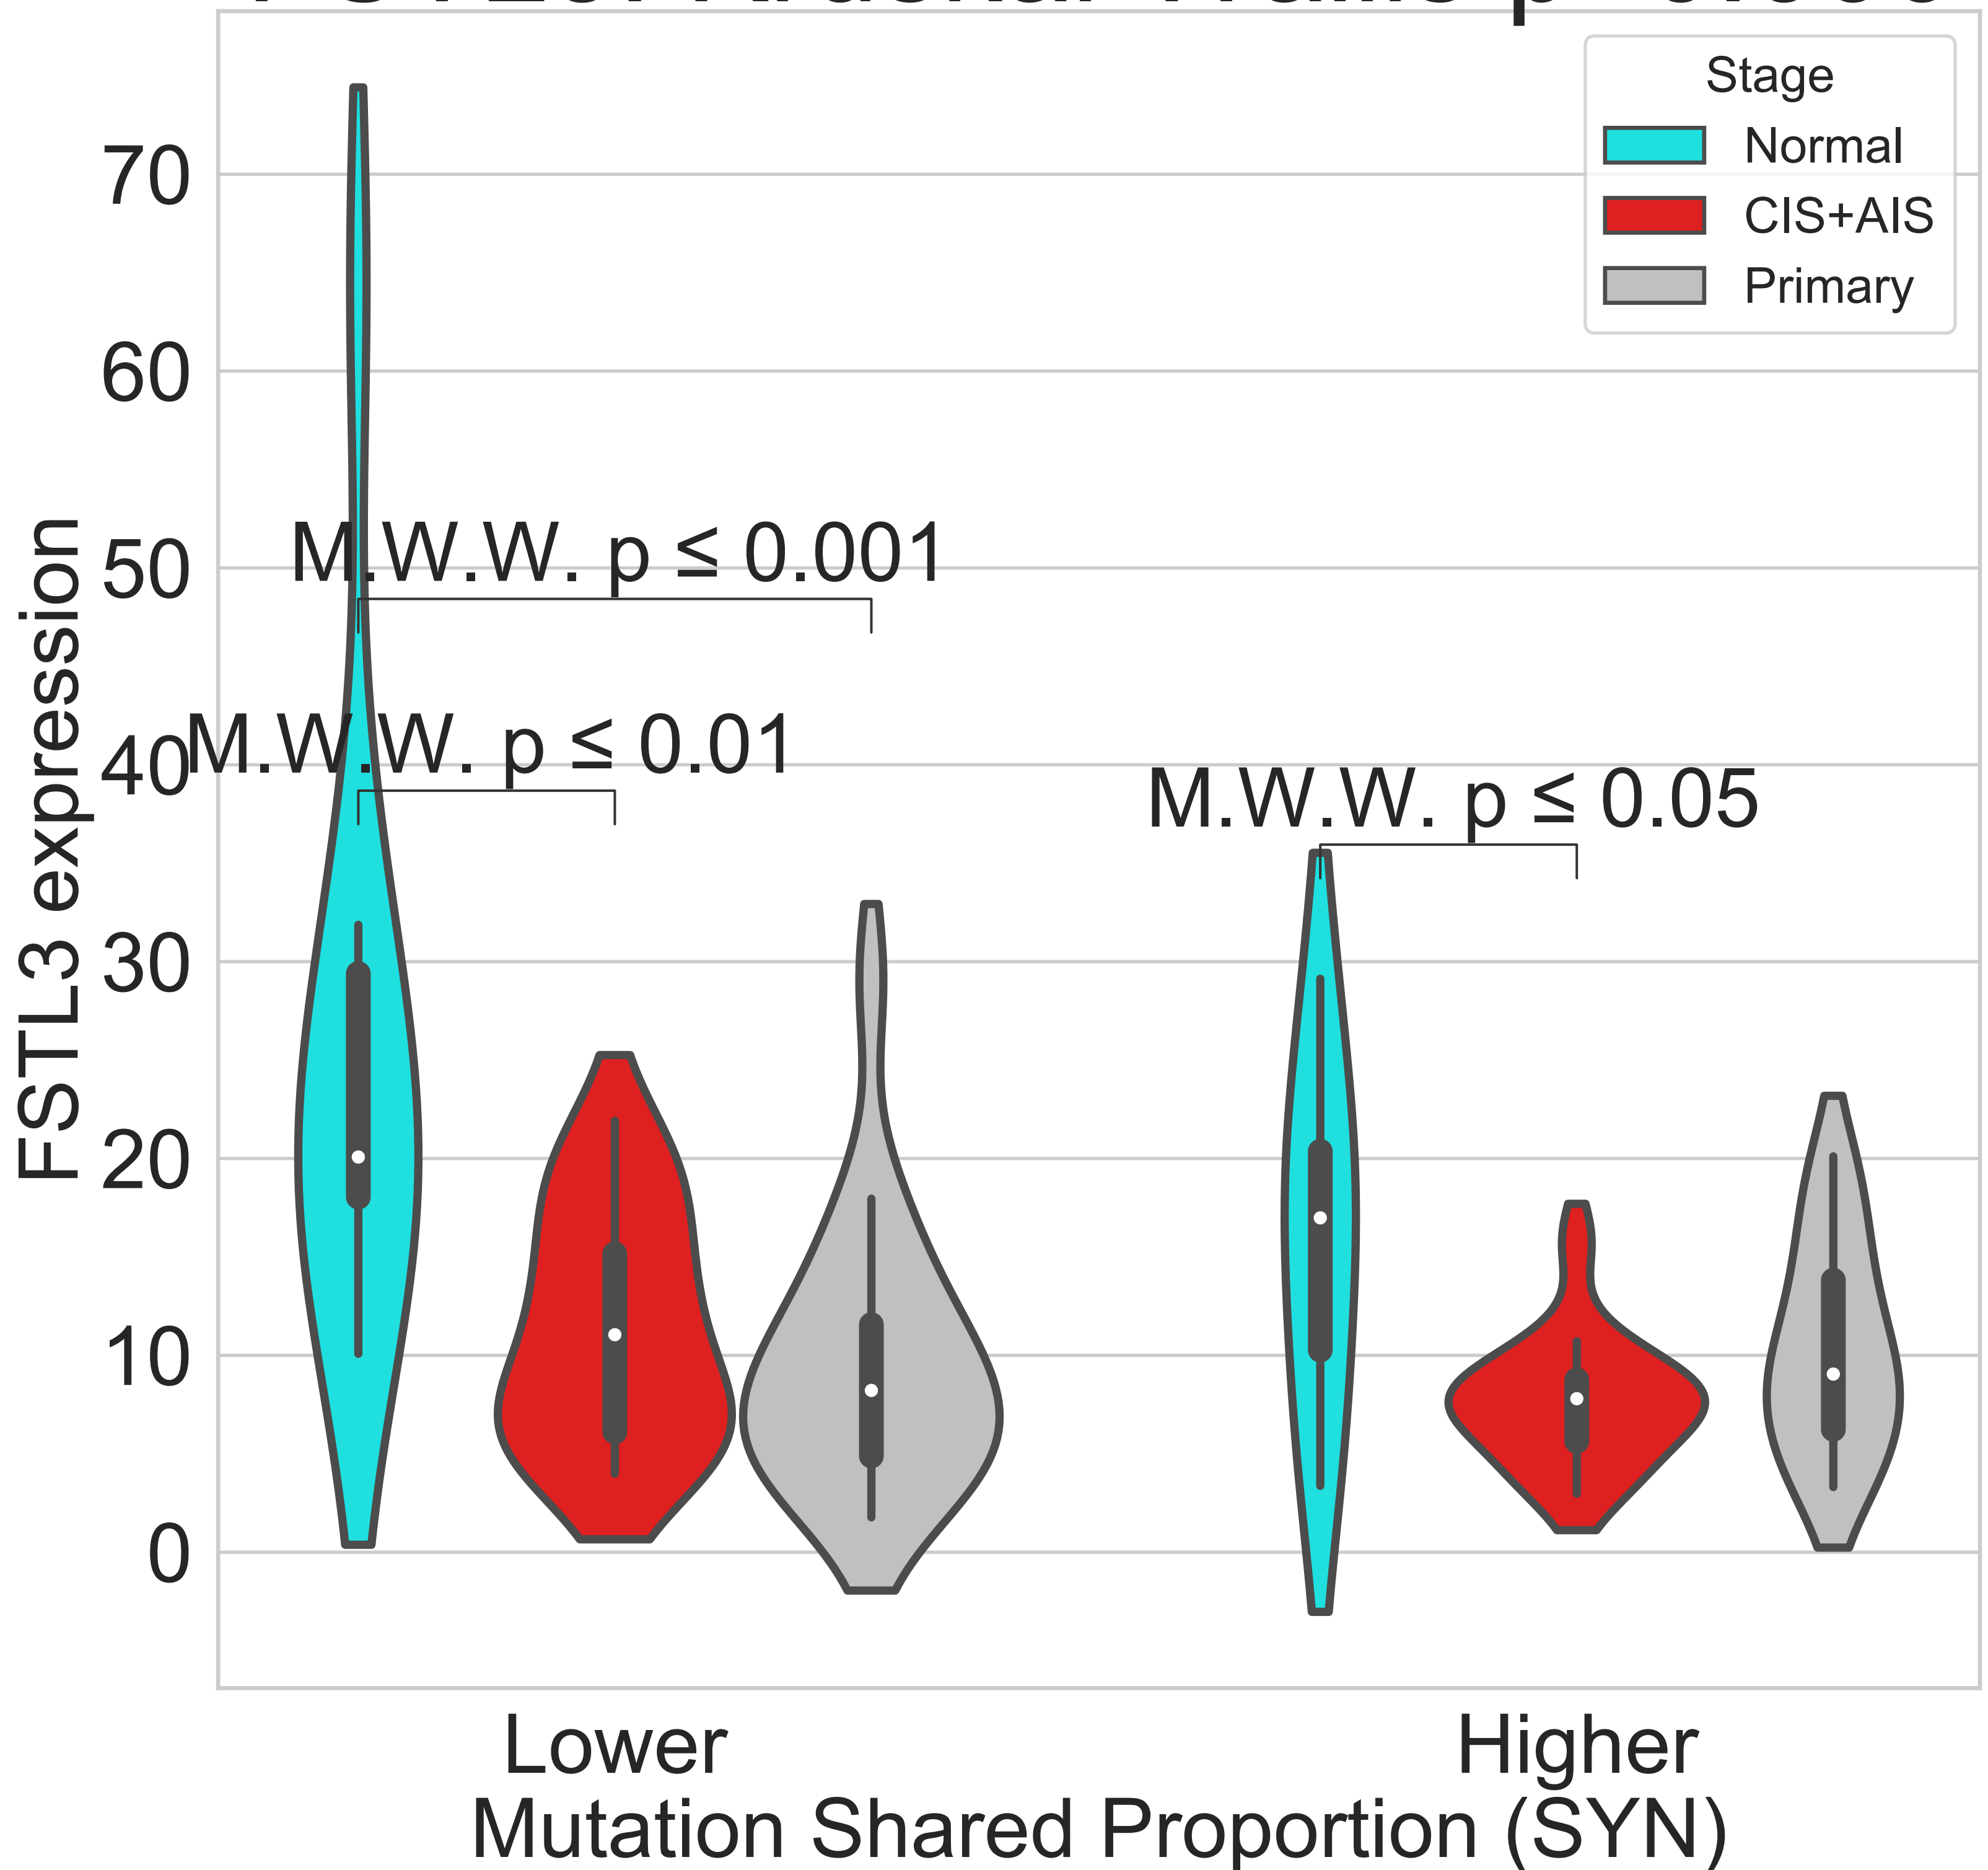 Stage
Normal
CIS+AIS
Primary
70
60
50
40
30
20
10
0
FSTL3 expression
M.W.W. p ≤ 0.001
M.W.W. p ≤ 0.01
M.W.W. p ≤ 0.05
Lower
Higher
Mutation Shared Proportion (SYN)